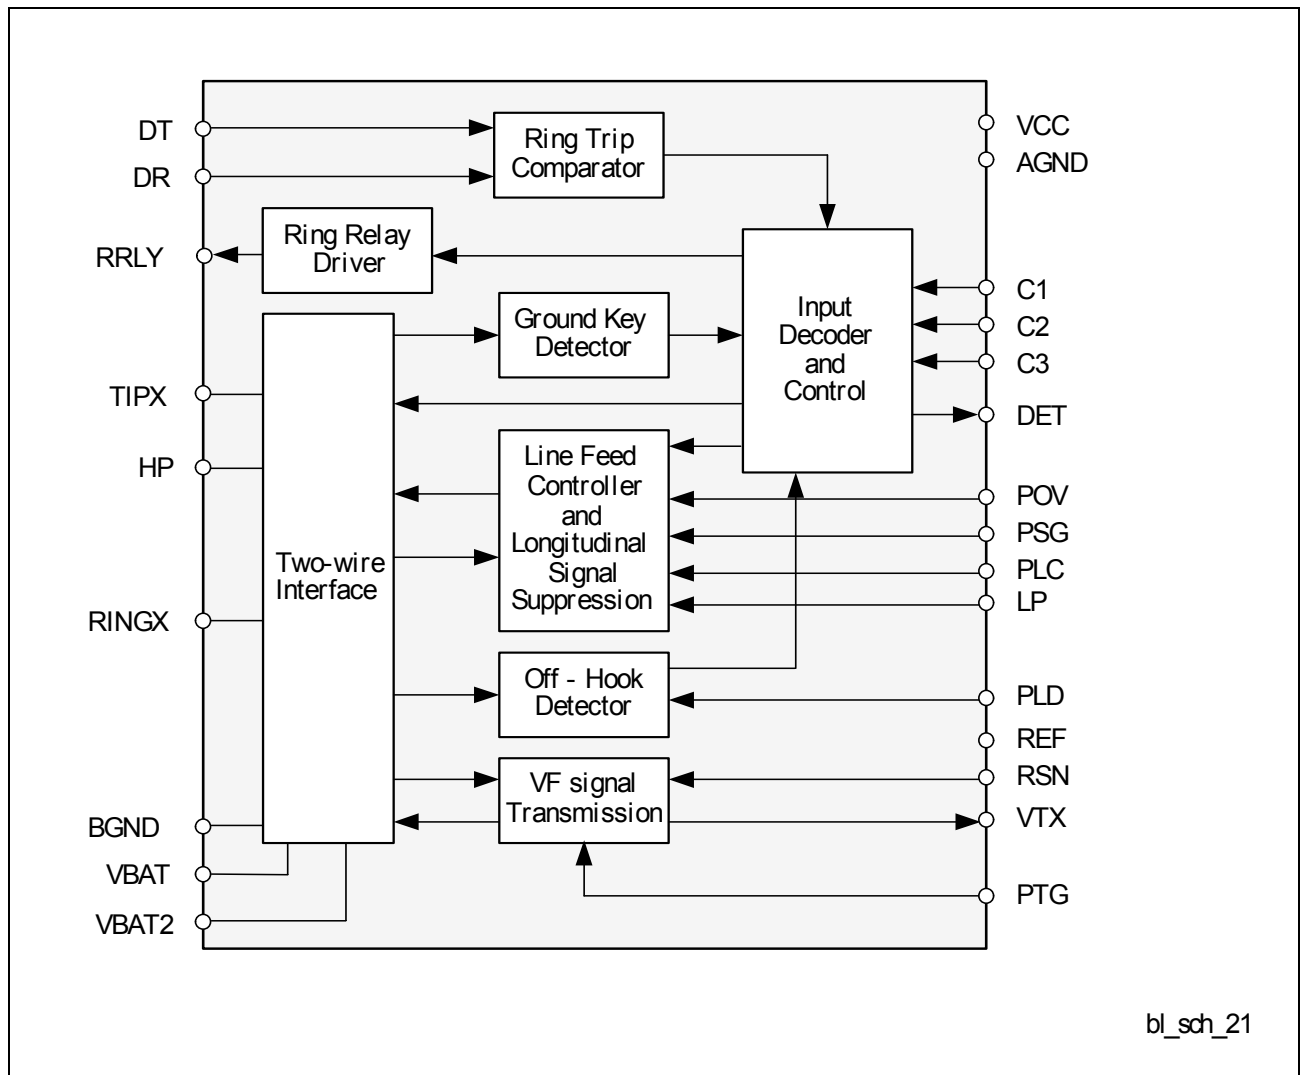 DT
DR
RRLY
TIPX
HP
RINGX
BGND
VBAT
VBAT2
Ring Trip
Comparator
Ring Relay
Driver
Ground Key
Detector
Two-wire
Interface
Line Feed
Controller
and
Longitudinal
Signal
Suppression
Off - Hook
Detector
VF signal
Transmission
Input
Decoder
and
Control
VCC
AGND
C1
C2
C3
DET
POV
PSG
PLC
LP
PLD
REF
RSN
VTX
PTG
bl_sch_21